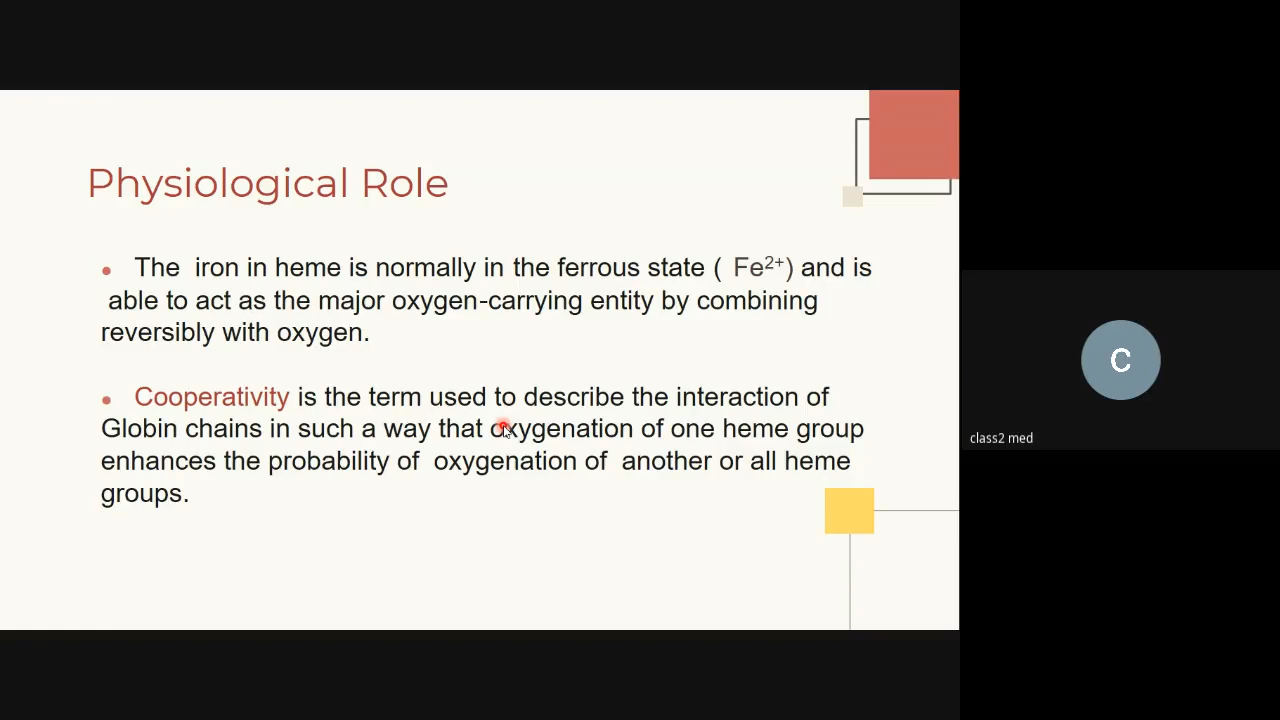 Physiological Role
• The iron in heme is normally in the ferrous state ( Fe²⁺) and is
able to act as the major oxygen-carrying entity by combining
reversibly with oxygen.
• Cooperativity is the term used to describe the interaction of
Globin chains in such a way that oxygenation of one heme group
enhances the probability of oxygenation of another or all heme
groups.
C
class2 med